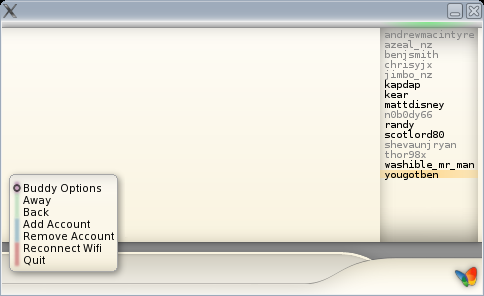 andrewmacintyre
azeal_nz
benjsmith
chrisyjx
jimbo_nz
kapdap
kear
mattdisney
n0b0dy66
randy
scotlord80
shevaunjryan
thor98x
washible_mr_man
yougotben
Buddy Options
Away
Back
Add Account
Remove Account
Reconnect Wifi
Quit